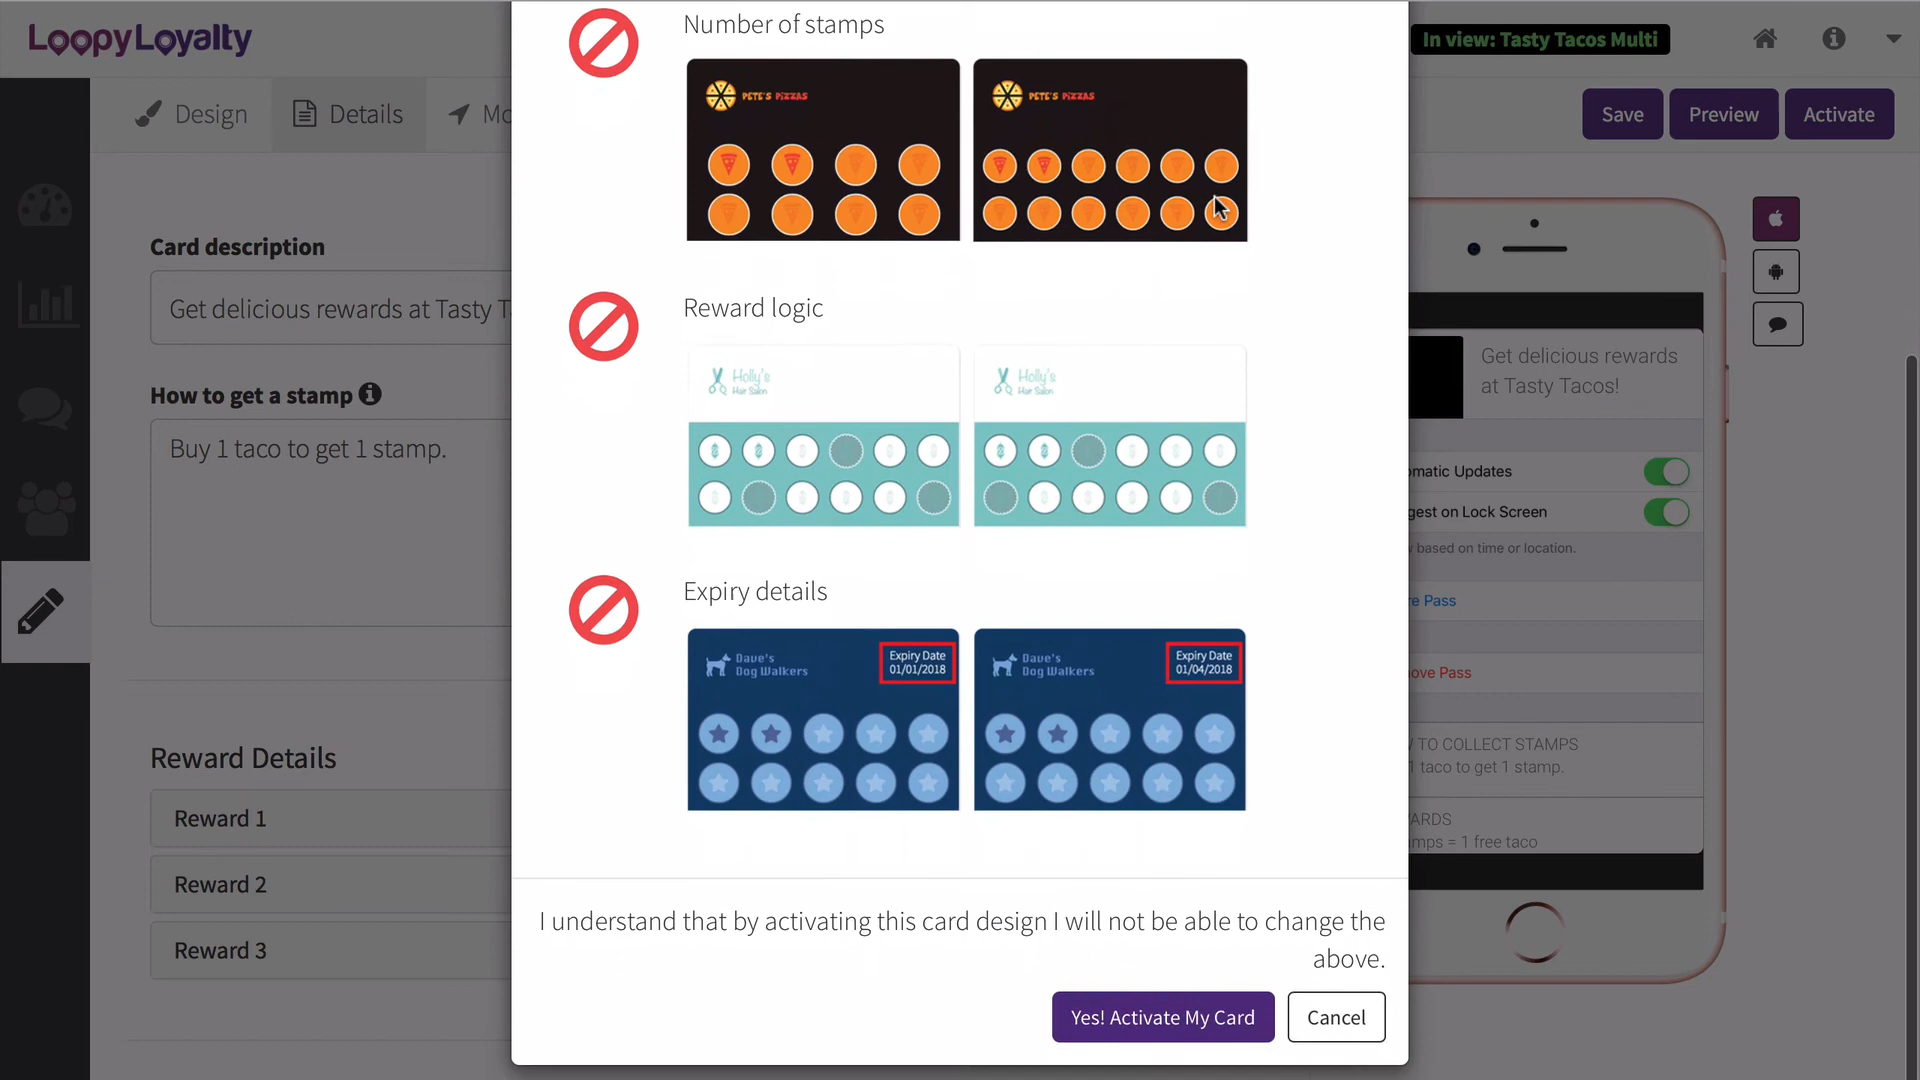 LoopyLoyalty
In view: Tasty Tacos Multi
Design
Details
Mo
Save
Preview
Activate
Card description
Get delicious rewards at Tasty T
How to get a stamp
Buy 1 taco to get 1 stamp.
Reward Details
Reward 1
Reward 2
Reward 3
Number of stamps
PETE'S PIZZAS
PETE'S PIZZAS
Reward logic
Holly's
Hair Salon
Holly's
Hair Salon
Expiry details
Dave's
Dog Walkers
Expiry Date
01/01/2018
Dave's
Dog Walkers
Expiry Date
01/04/2018
I understand that by activating this card design I will not be able to change the
above.
Yes! Activate My Card
Cancel
Get delicious rewards
at Tasty Tacos!
omatic Updates
gest on Lock Screen
based on time or location.
re Pass
ove Pass
TO COLLECT STAMPS
1 taco to get 1 stamp.
ARDS
mps = 1 free taco